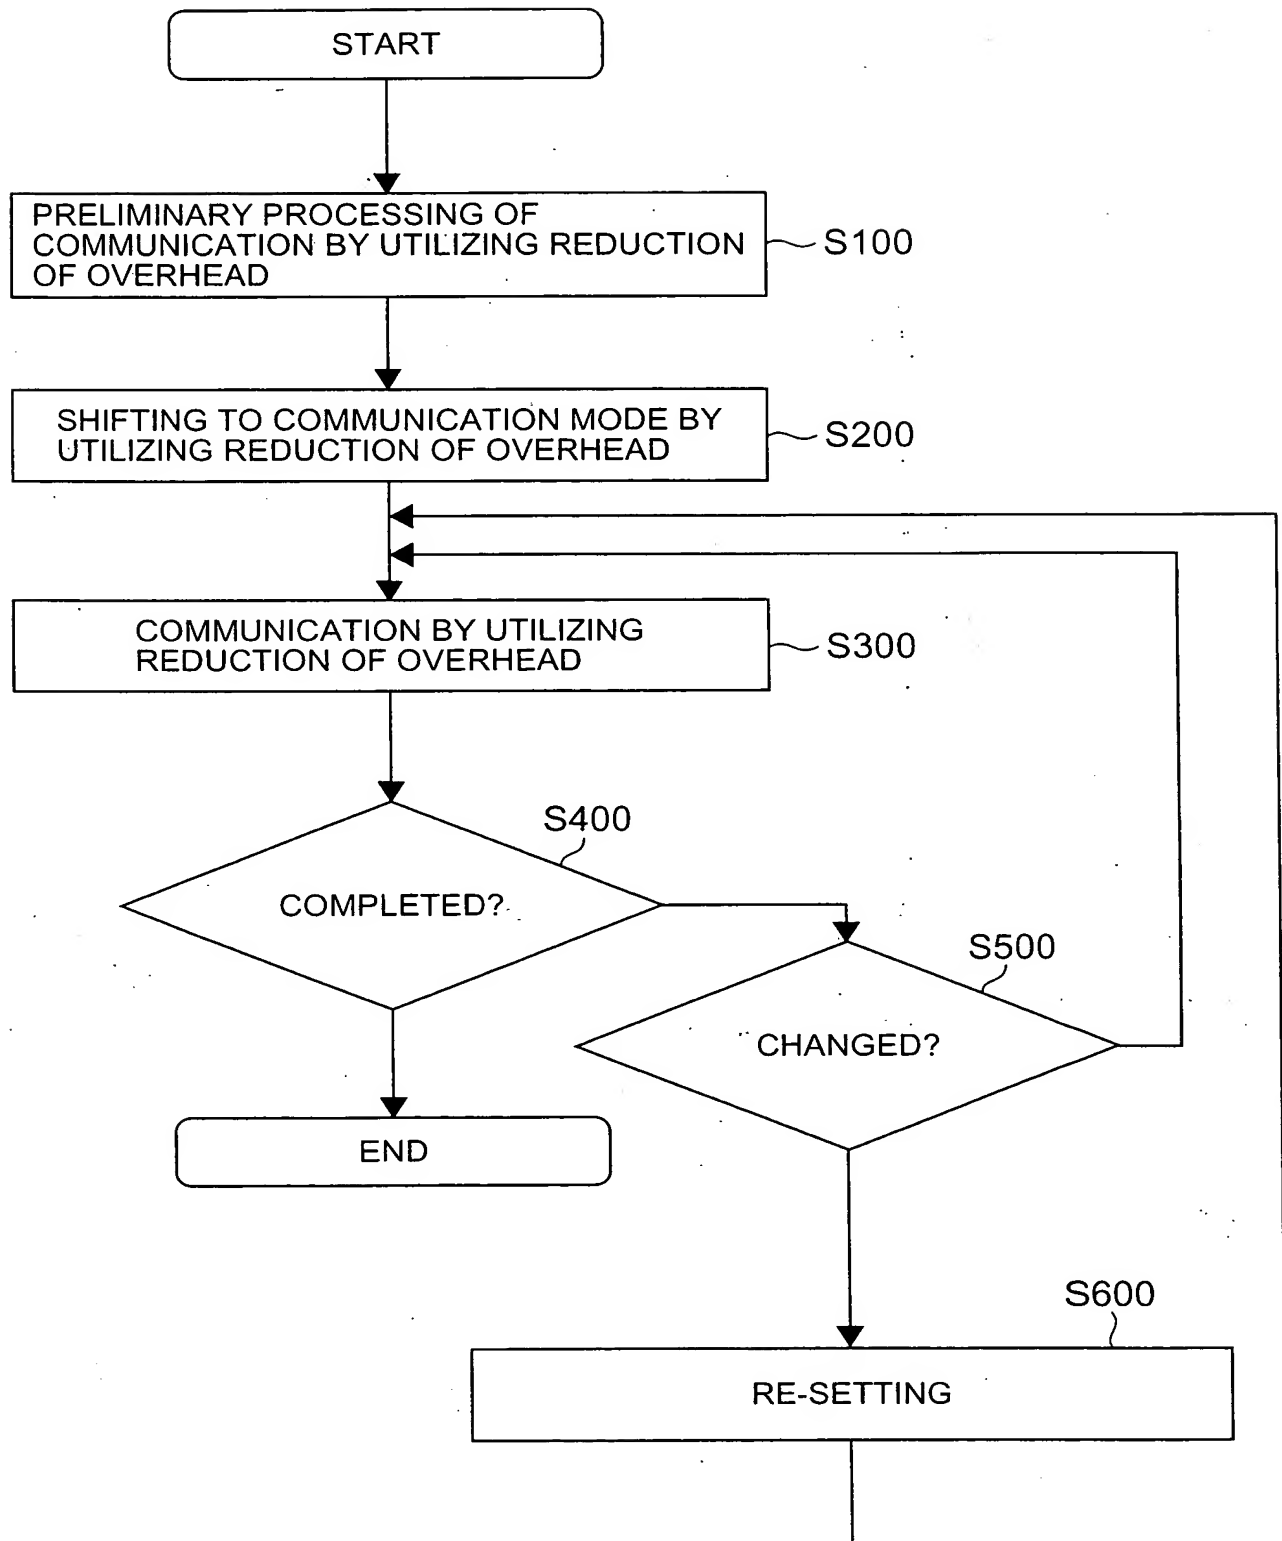 START
PRELIMINARY PROCESSING OF
COMMUNICATION BY UTILIZING REDUCTION
OF OVERHEAD
S100
SHIFTING TO COMMUNICATION MODE BY
UTILIZING REDUCTION OF OVERHEAD
S200
COMMUNICATION BY UTILIZING
REDUCTION OF OVERHEAD
S300
S400
COMPLETED?
S500
CHANGED?
END
S600
RE-SETTING